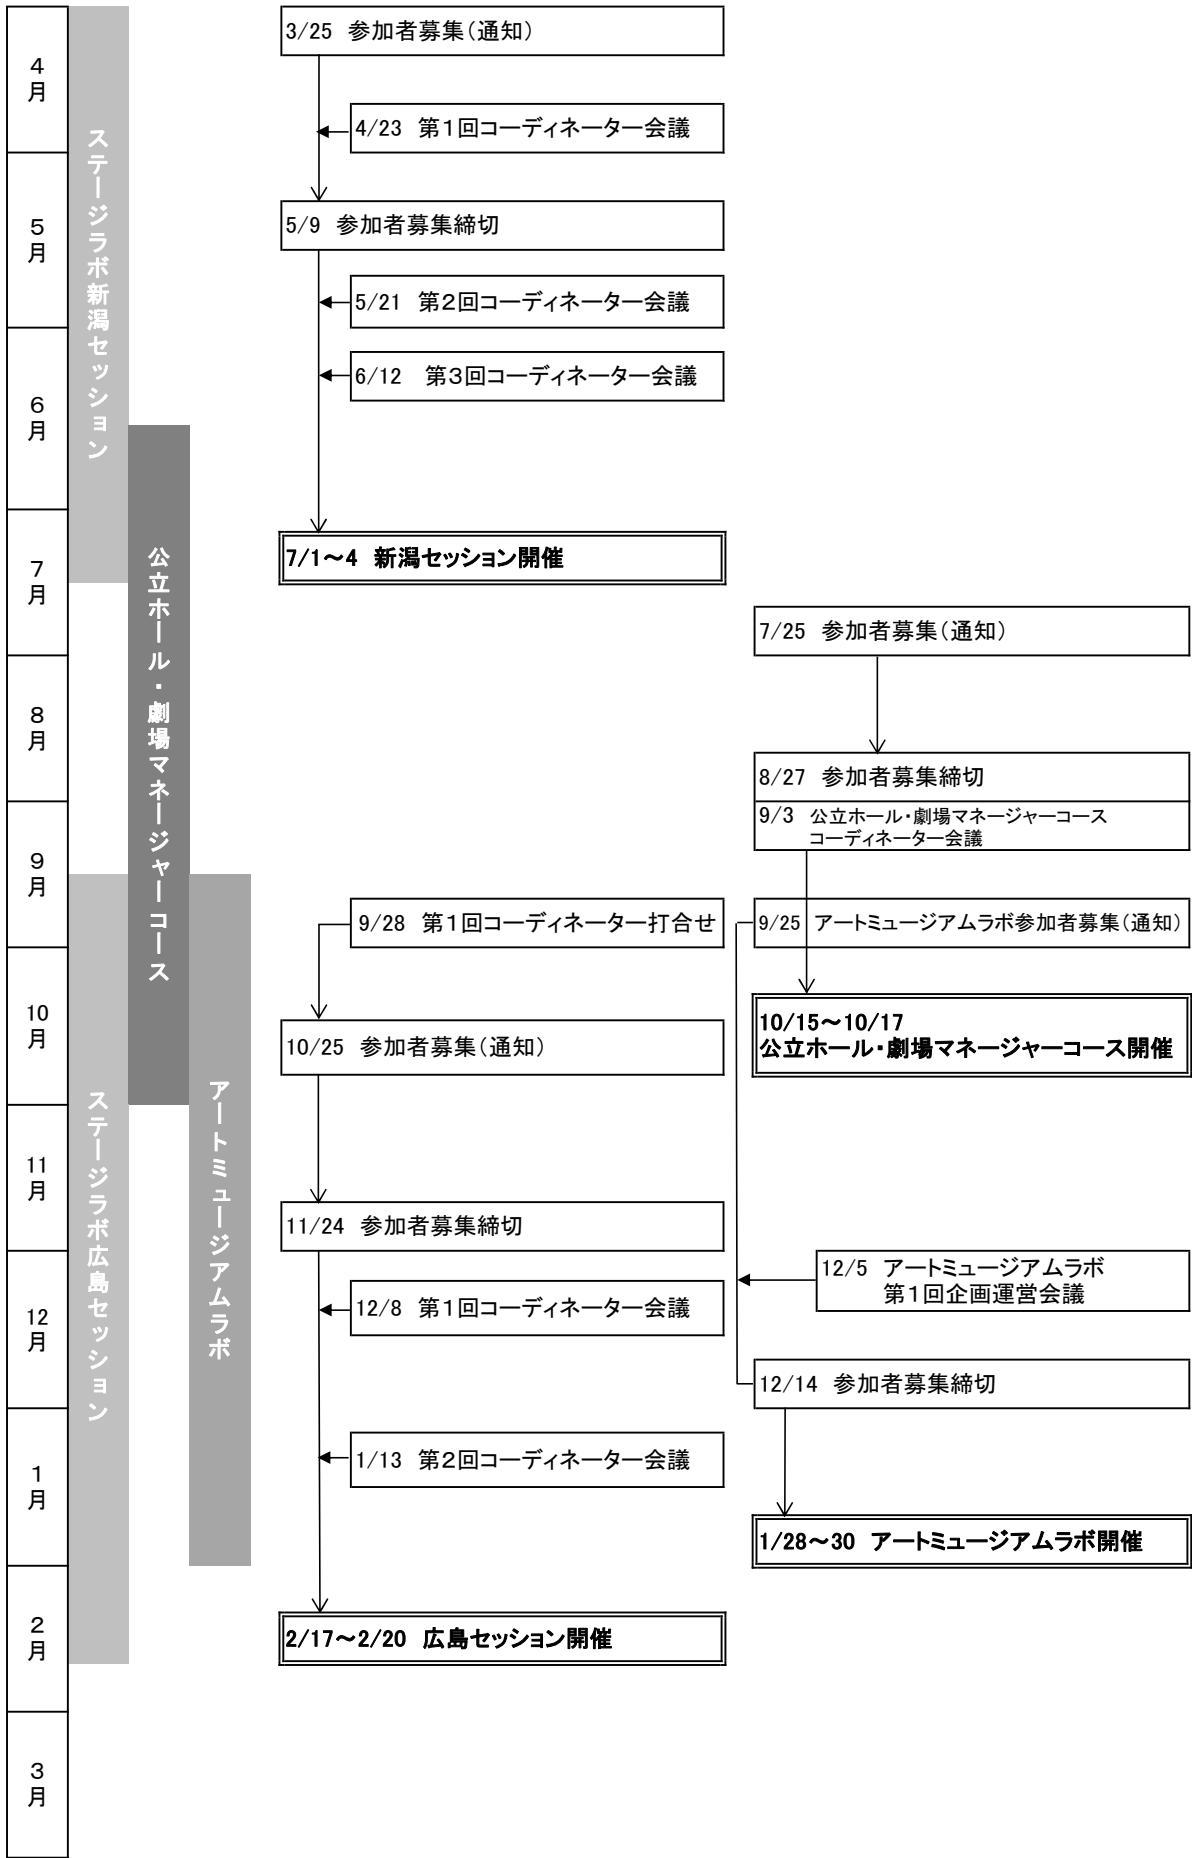 4
月
5
月
6
月
7
月
8
月
9
月
10
月
11
月
12
月
1
月
2
月
3
月
ステージラボ新潟セッション
公立ホール・劇場マネージャーコース
ステージラボ広島セッション
アートミュージアムラボ
3/25 参加者募集（通知）
4/23 第1回コーディネーター会議
5/9 参加者募集締切
5/21 第2回コーディネーター会議
6/12 第3回コーディネーター会議
7/1～4 新潟セッション開催
9/28 第1回コーディネーター打合せ
10/25 参加者募集（通知）
11/24 参加者募集締切
12/8 第1回コーディネーター会議
1/13 第2回コーディネーター会議
2/17～2/20 広島セッション開催
7/25 参加者募集（通知）
8/27 参加者募集締切
9/3 公立ホール・劇場マネージャーコース
コーディネーター会議
9/25 アートミュージアムラボ参加者募集（通知）
10/15～10/17
公立ホール・劇場マネージャーコース開催
12/5 アートミュージアムラボ
第1回企画運営会議
12/14 参加者募集締切
1/28～30 アートミュージアムラボ開催